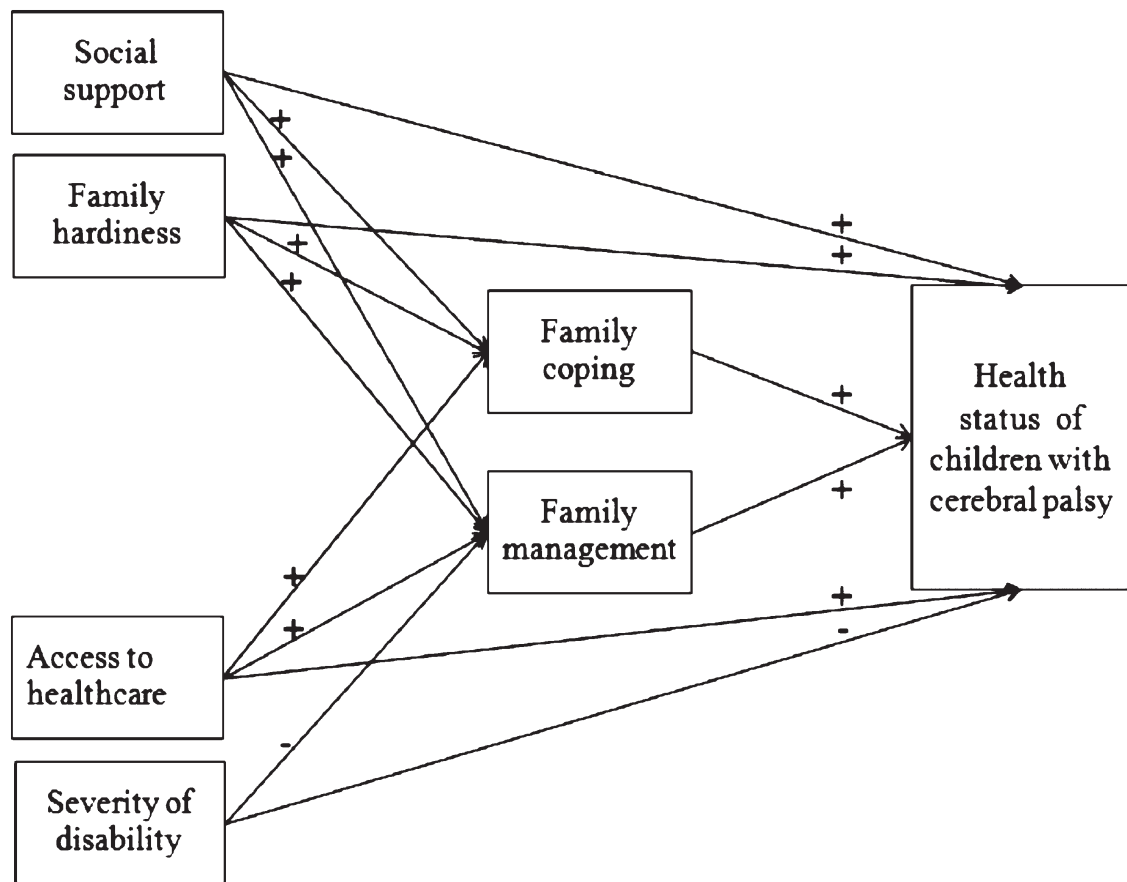 Social
support
+
+
Family
hardiness
+
+
+
+
Family
coping
+
Health
status of
children with
cerebral palsy
Family
management
+
+
+
+
-
Access to
healthcare
-
Severity of
disability